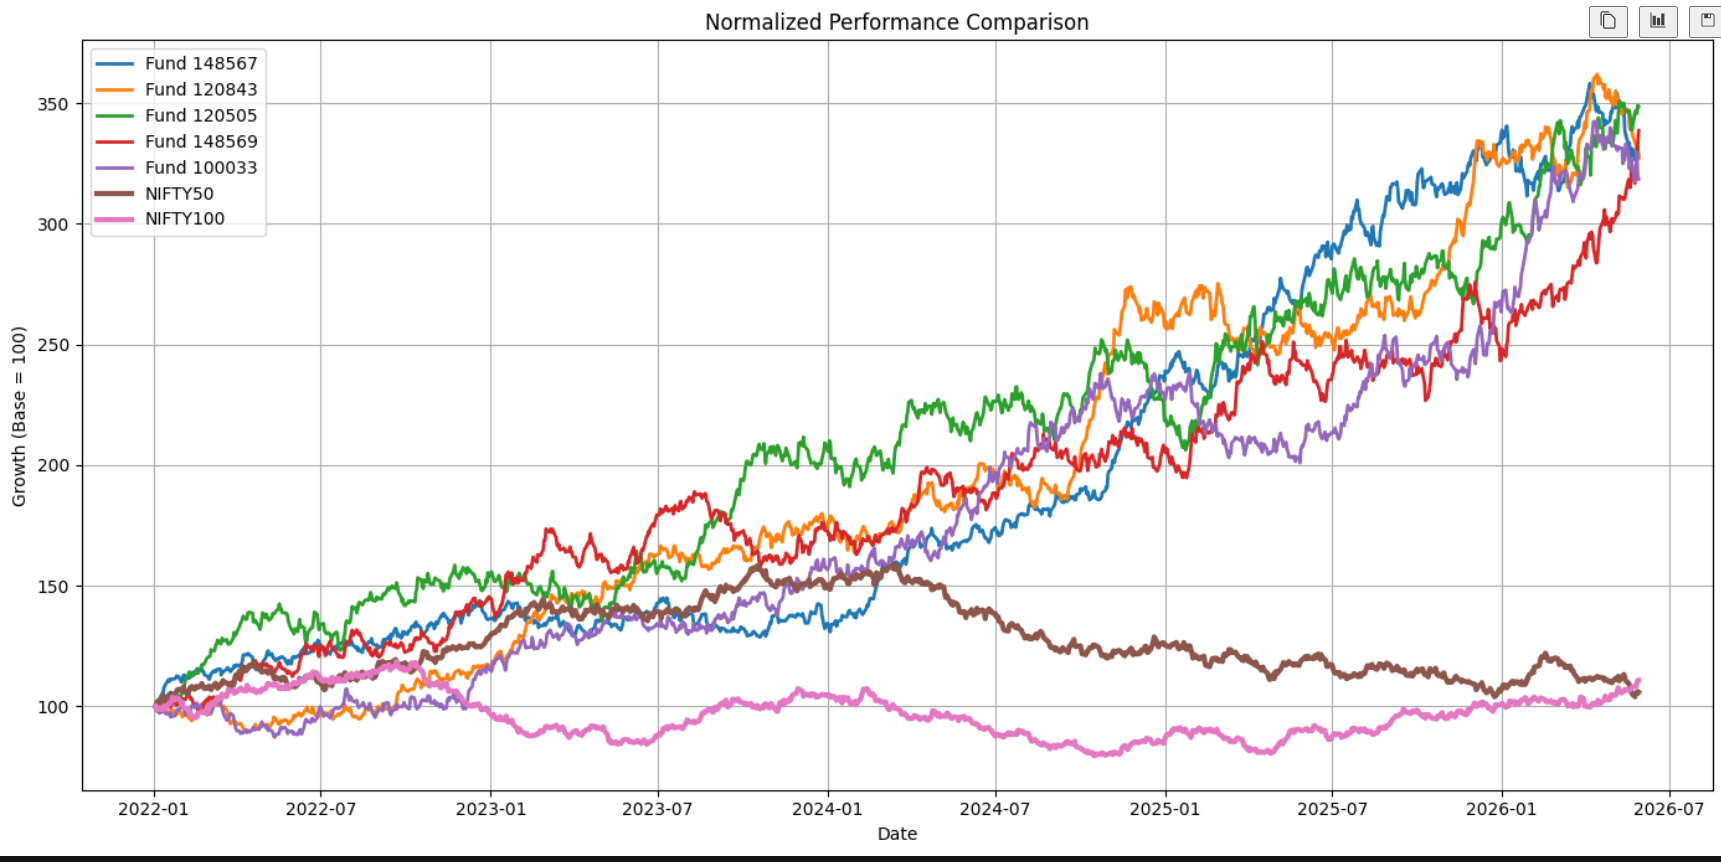 Normalized Performance Comparison
Fund 148567
Fund 120843
Fund 120505
Fund 148569
Fund 100033
NIFTY50
NIFTY100
350
300
250
200
150
100
Growth (Base = 100)
2022-01 2022-07 2023-01 2023-07 2024-01 2024-07 2025-01 2025-07 2026-01 2026-07
Date